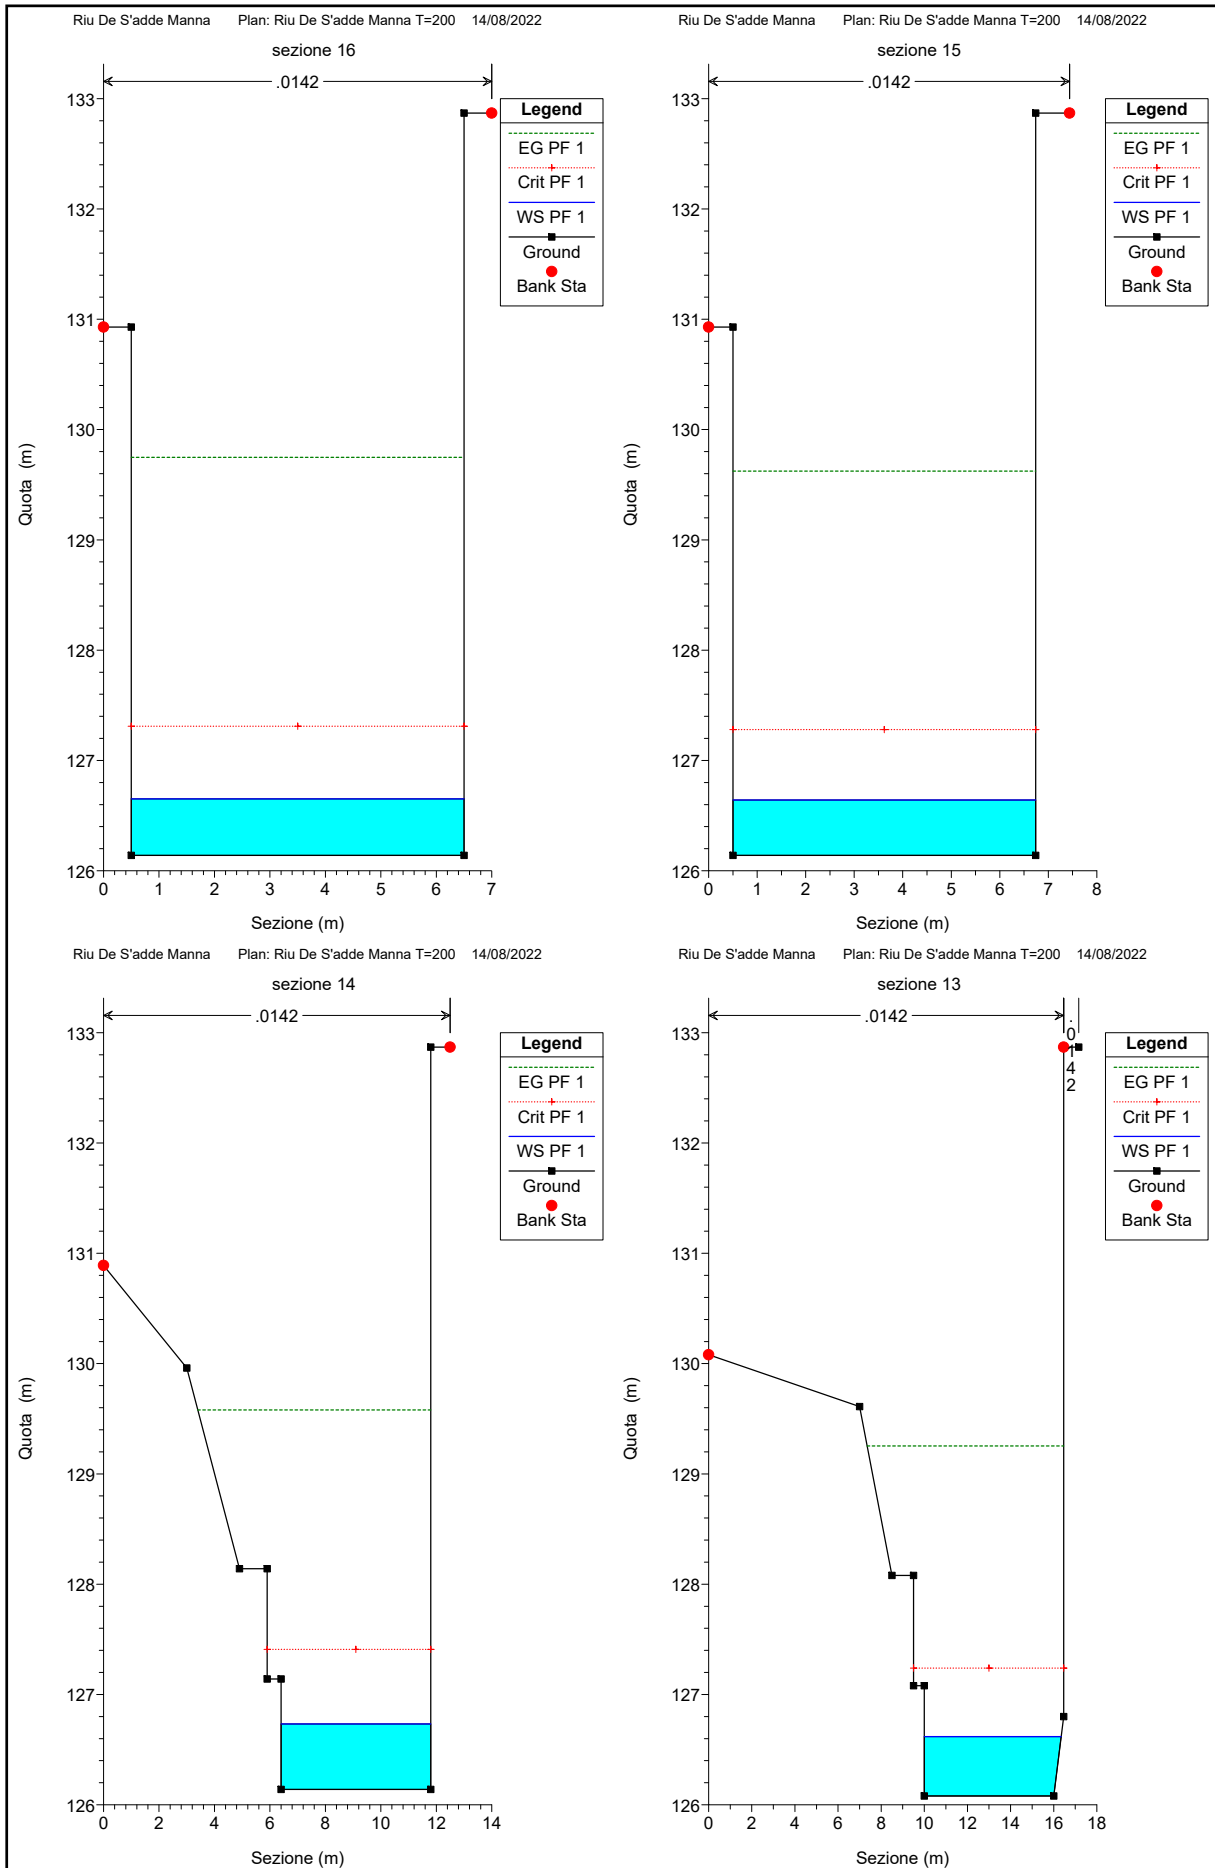 Riu De S'adde Manna Plan: Riu De S'adde Manna T=200 14/08/2022
sezione 16
.0142
133
132
131
130
129
128
127
126
0 1 2 3 4 5 6 7
Quota (m)
Sezione (m)
Legend
EG PF 1
Crit PF 1
WS PF 1
Ground
Bank Sta
Riu De S'adde Manna Plan: Riu De S'adde Manna T=200 14/08/2022
sezione 15
.0142
133
132
131
130
129
128
127
126
0 1 2 3 4 5 6 7 8
Quota (m)
Sezione (m)
Legend
EG PF 1
Crit PF 1
WS PF 1
Ground
Bank Sta
Riu De S'adde Manna Plan: Riu De S'adde Manna T=200 14/08/2022
sezione 14
.0142
133
132
131
130
129
128
127
126
0 2 4 6 8 10 12 14
Quota (m)
Sezione (m)
Legend
EG PF 1
Crit PF 1
WS PF 1
Ground
Bank Sta
Riu De S'adde Manna Plan: Riu De S'adde Manna T=200 14/08/2022
sezione 13
.0142
.0142
133
132
131
130
129
128
127
126
0 2 4 6 8 10 12 14 16 18
Quota (m)
Sezione (m)
Legend
EG PF 1
Crit PF 1
WS PF 1
Ground
Bank Sta